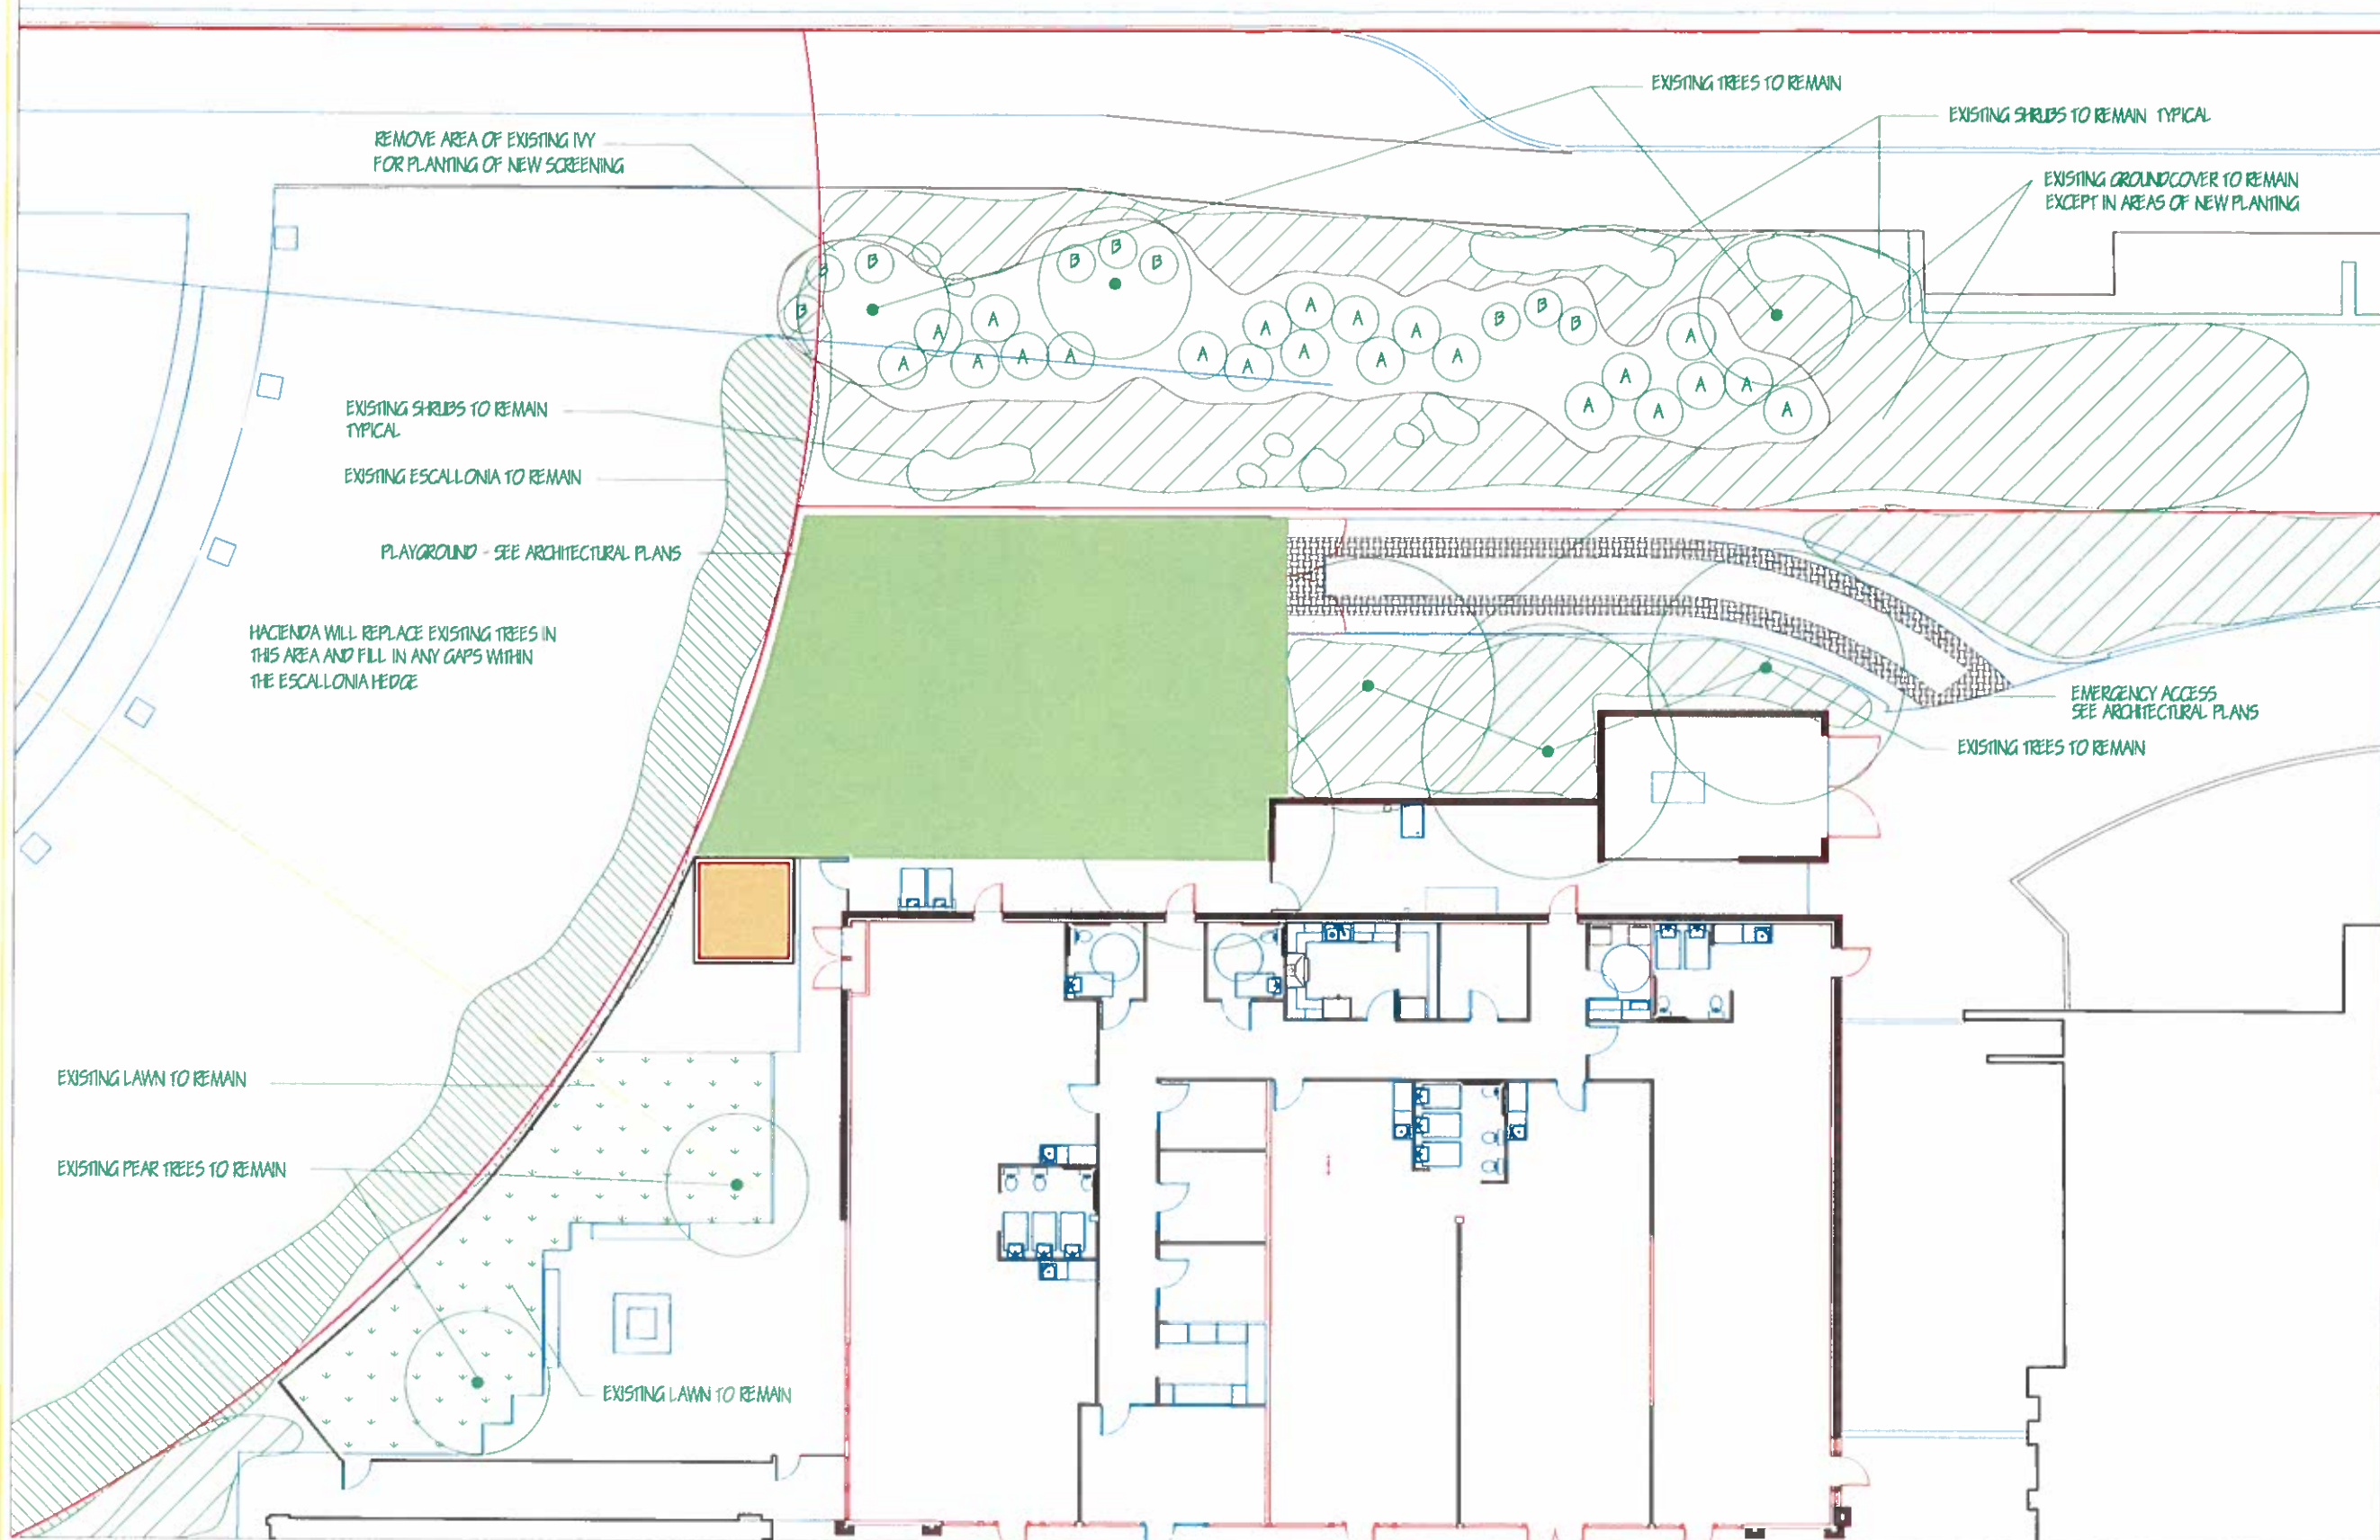 EXISTING TREES TO REMAIN
EXISTING SHRUBS TO REMAIN TYPICAL
REMOVE AREA OF EXISTING IVY
FOR PLANTING OF NEW SCREENING
EXISTING GROUNDCOVER TO REMAIN
EXCEPT IN AREAS OF NEW PLANTING
B B B B B B B
A A A A A A
A A A A A A A A A
B B B
A A A A A A A
EXISTING SHRUBS TO REMAIN
TYPICAL
EXISTING ESCALLONIA TO REMAIN
PLAYGROUND - SEE ARCHITECTURAL PLANS
HACIENDA WILL REPLACE EXISTING TREES IN
THIS AREA AND FILL IN ANY GAPS WITHIN
THE ESCALLONIA HEDGE
EMERGENCY ACCESS
SEE ARCHITECTURAL PLANS
EXISTING TREES TO REMAIN
EXISTING LAWN TO REMAIN
EXISTING PEAR TREES TO REMAIN
EXISTING LAWN TO REMAIN